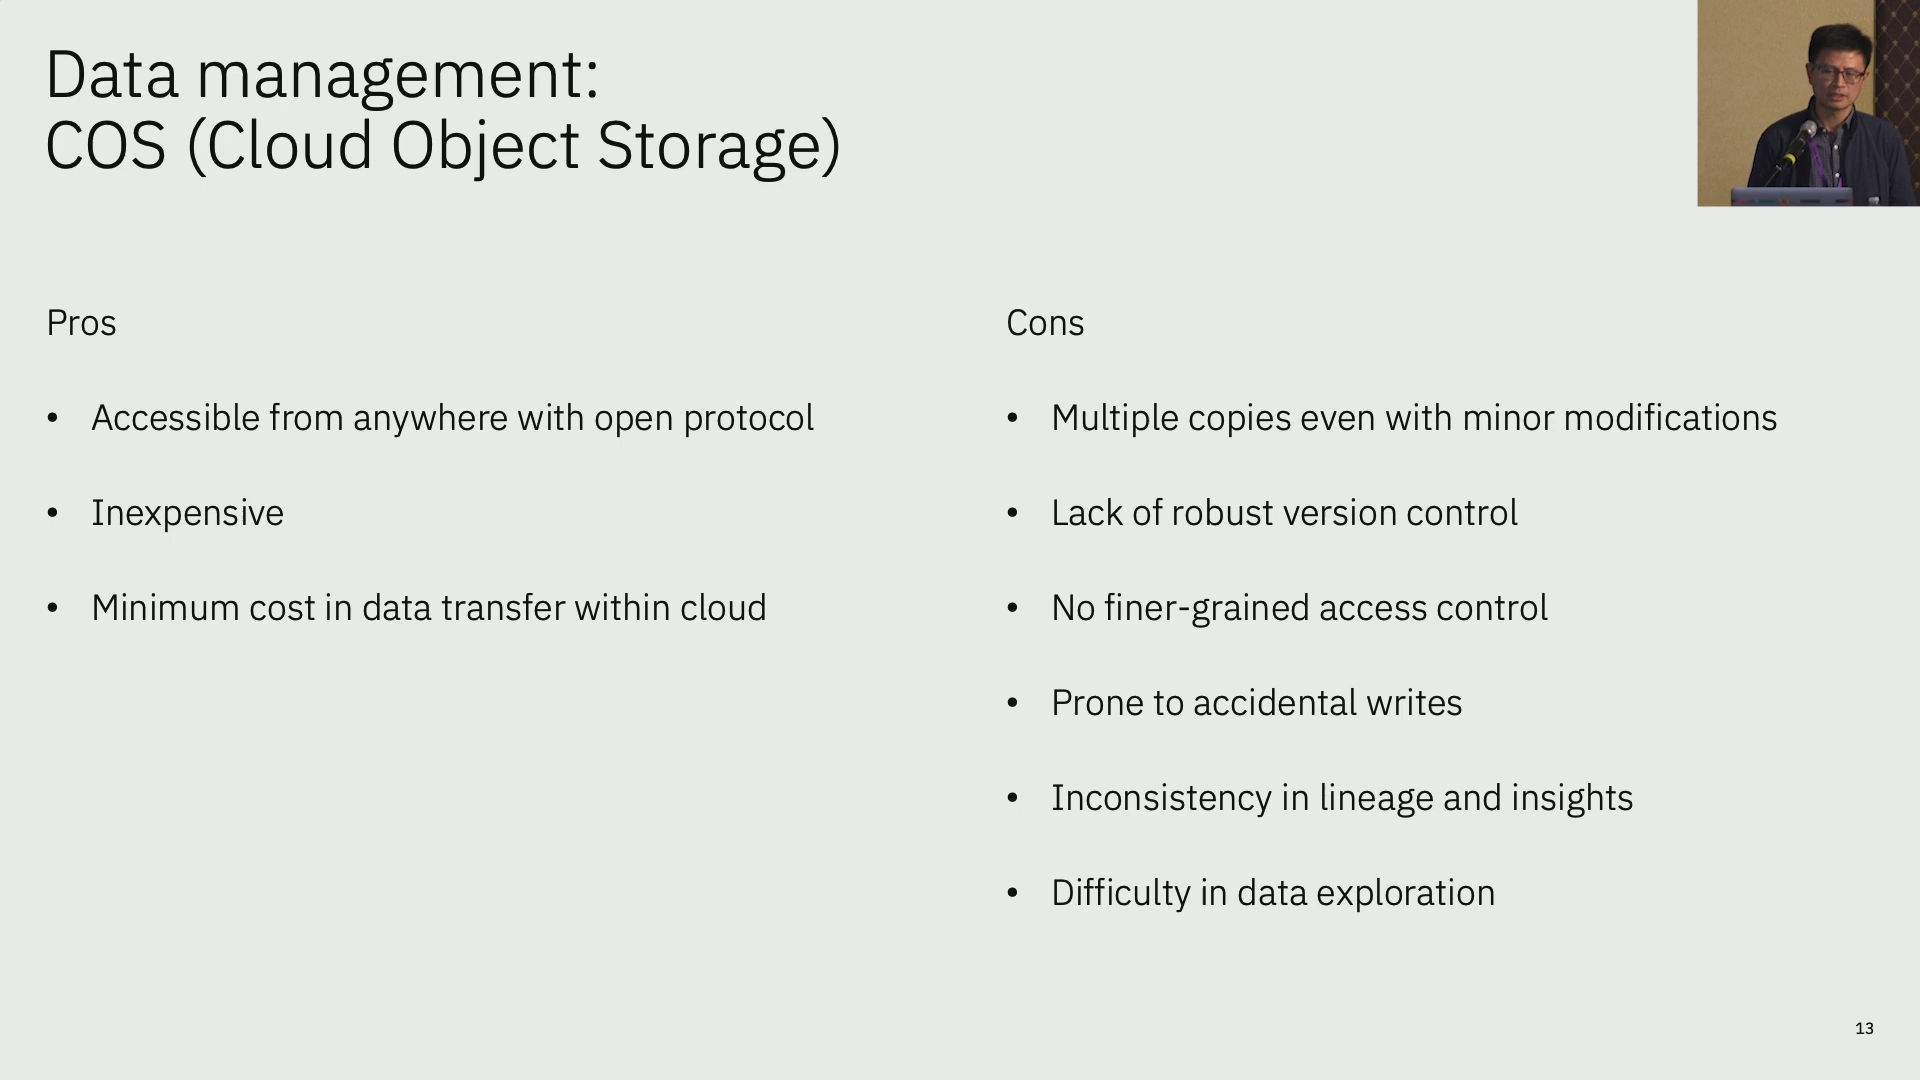 Data management:
COS (Cloud Object Storage)
Pros
• Accessible from anywhere with open protocol
• Inexpensive
• Minimum cost in data transfer within cloud
Cons
• Multiple copies even with minor modifications
• Lack of robust version control
• No finer-grained access control
• Prone to accidental writes
• Inconsistency in lineage and insights
• Difficulty in data exploration
13